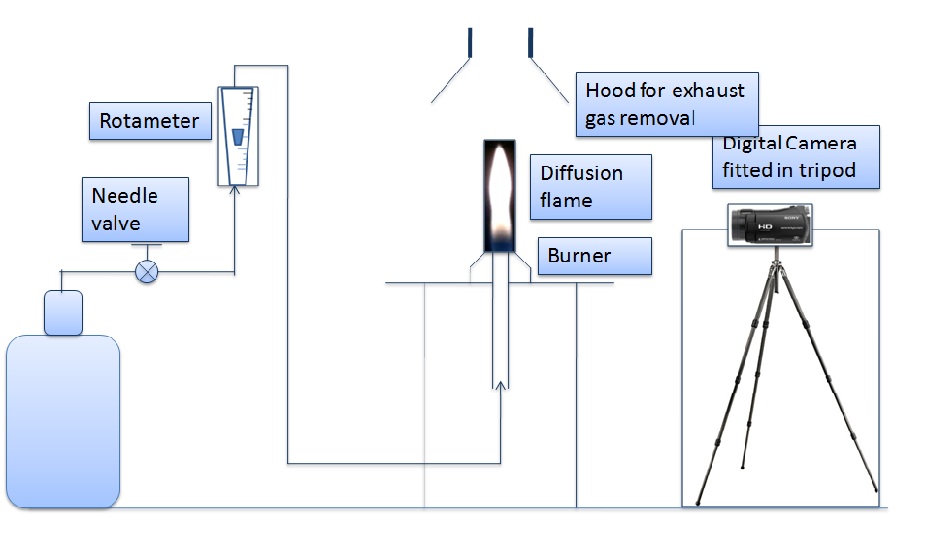 Hood for exhaust
gas removal
Rotameter
Digital Camera
fitted in tripod
Diffusion
flame
Needle
valve
SONY
HD
Burner